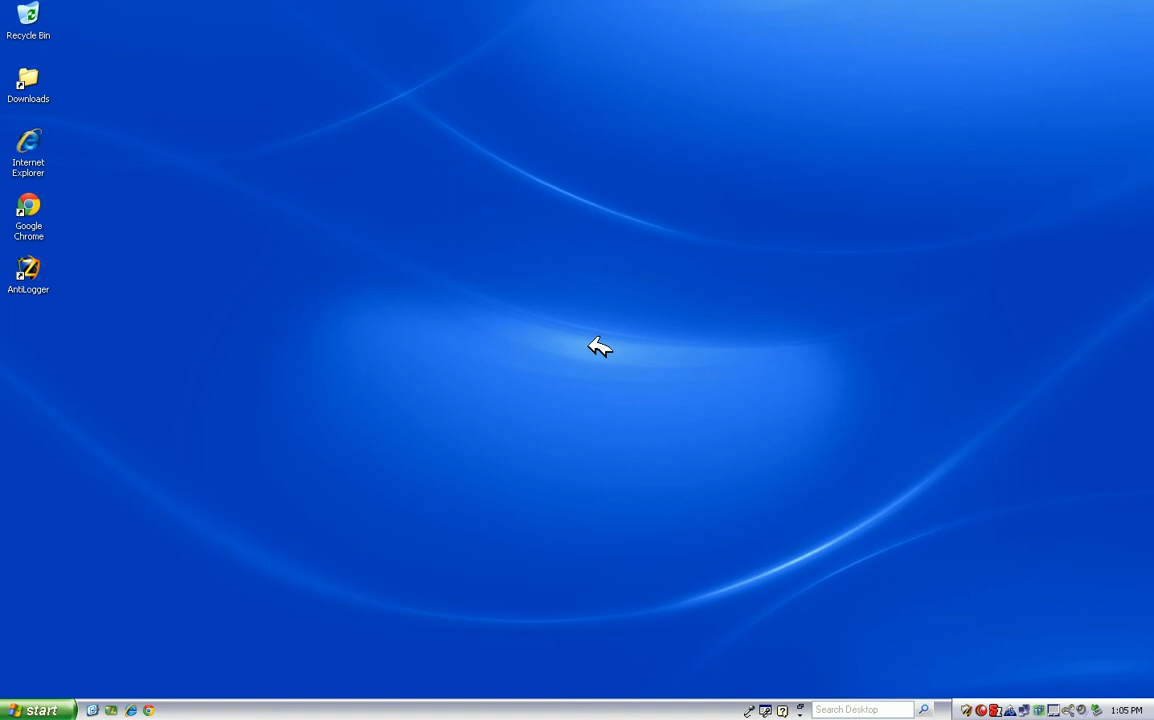 Recycle Bin
Downloads
Internet
Explorer
Google
Chrome
AntiLogger
start
Search Desktop
1:05 PM